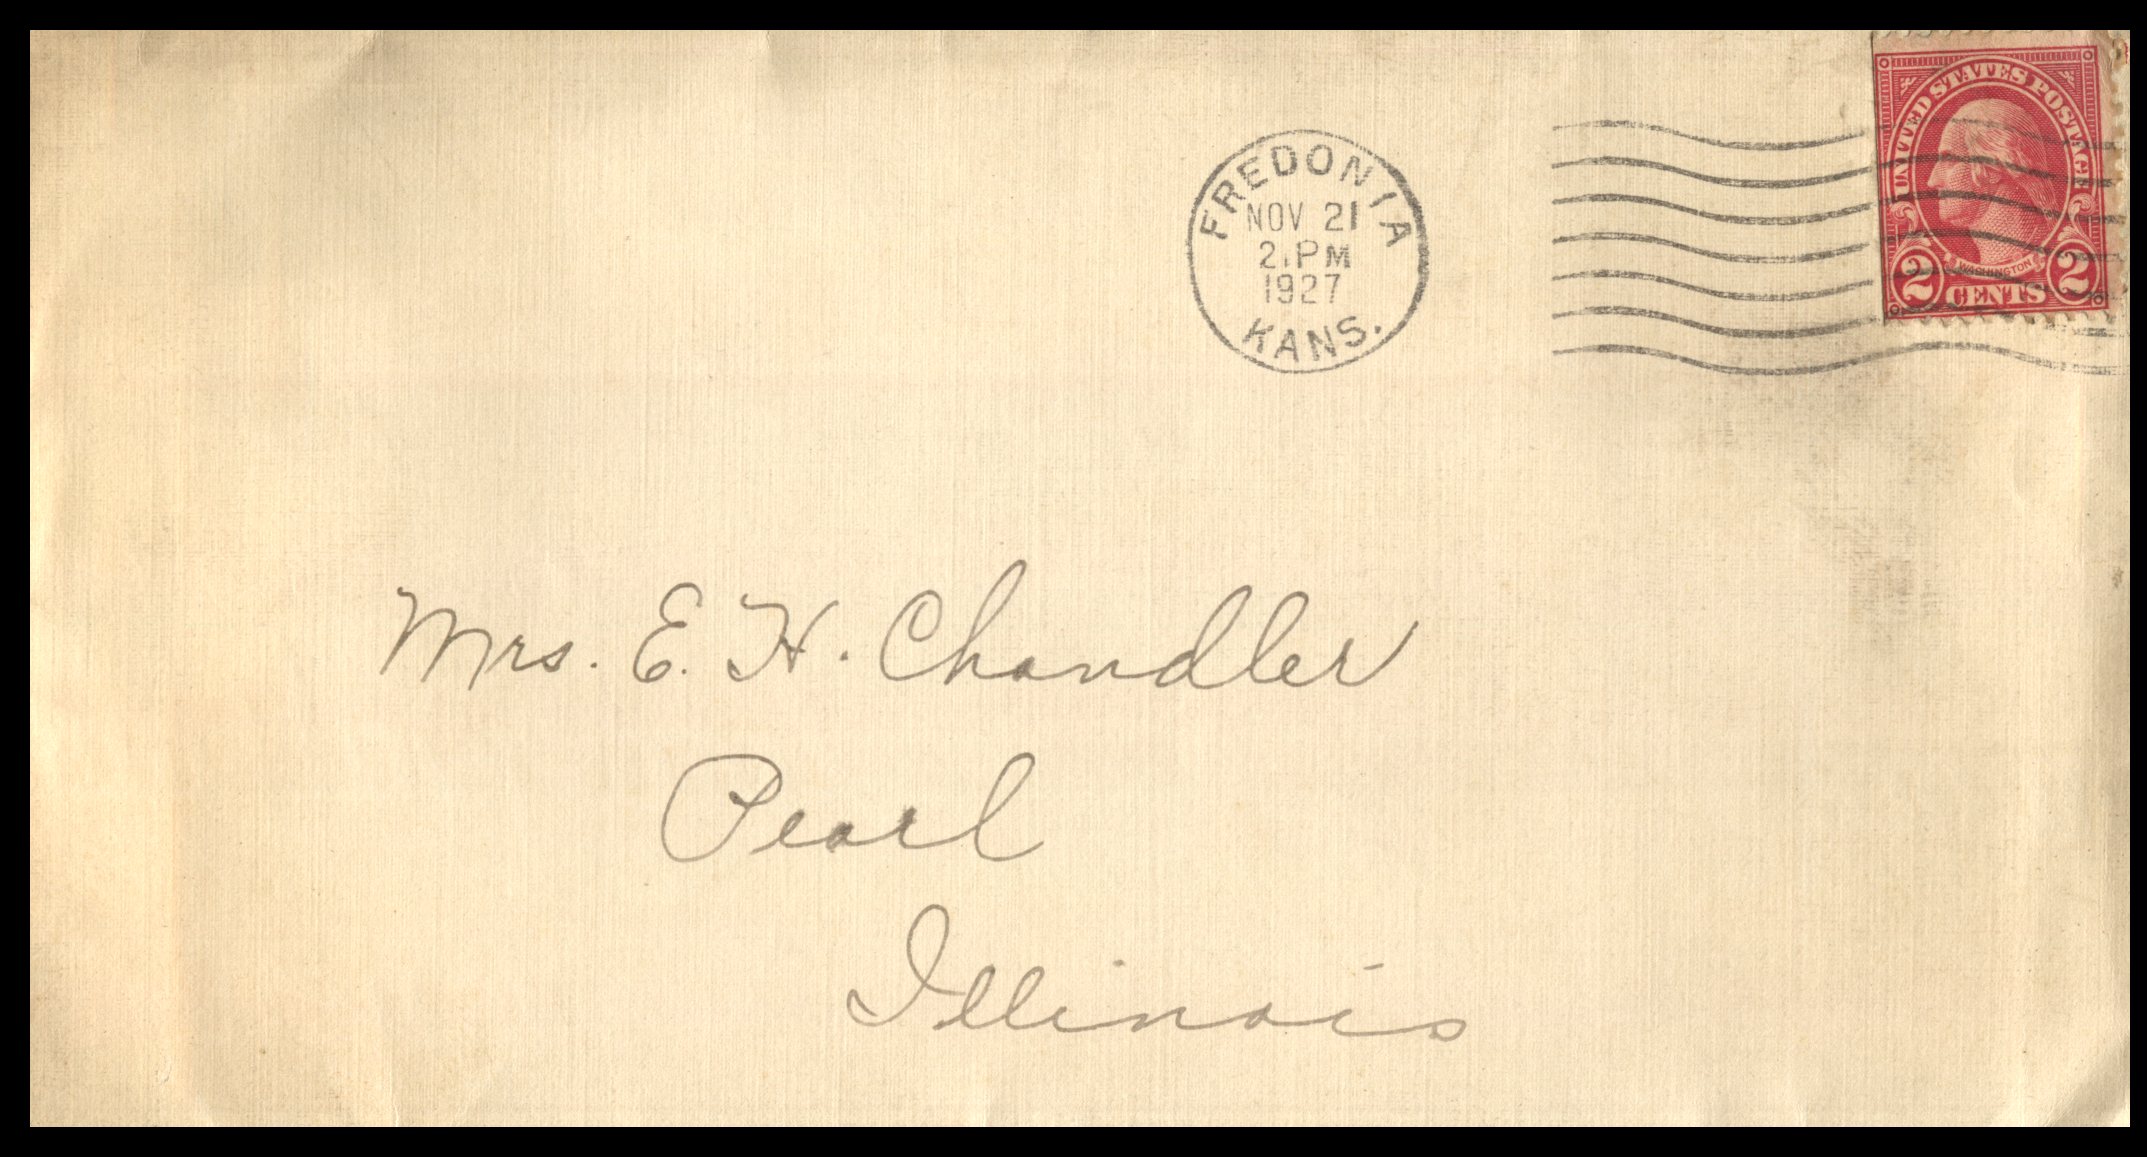 FREDONIA
NOV 21
2 PM
1927
KANS.
UNITED STATES POSTAGE
WASHINGTON
2 CENTS 2
Mrs. E. H. Chandler
Pearl
Illinois